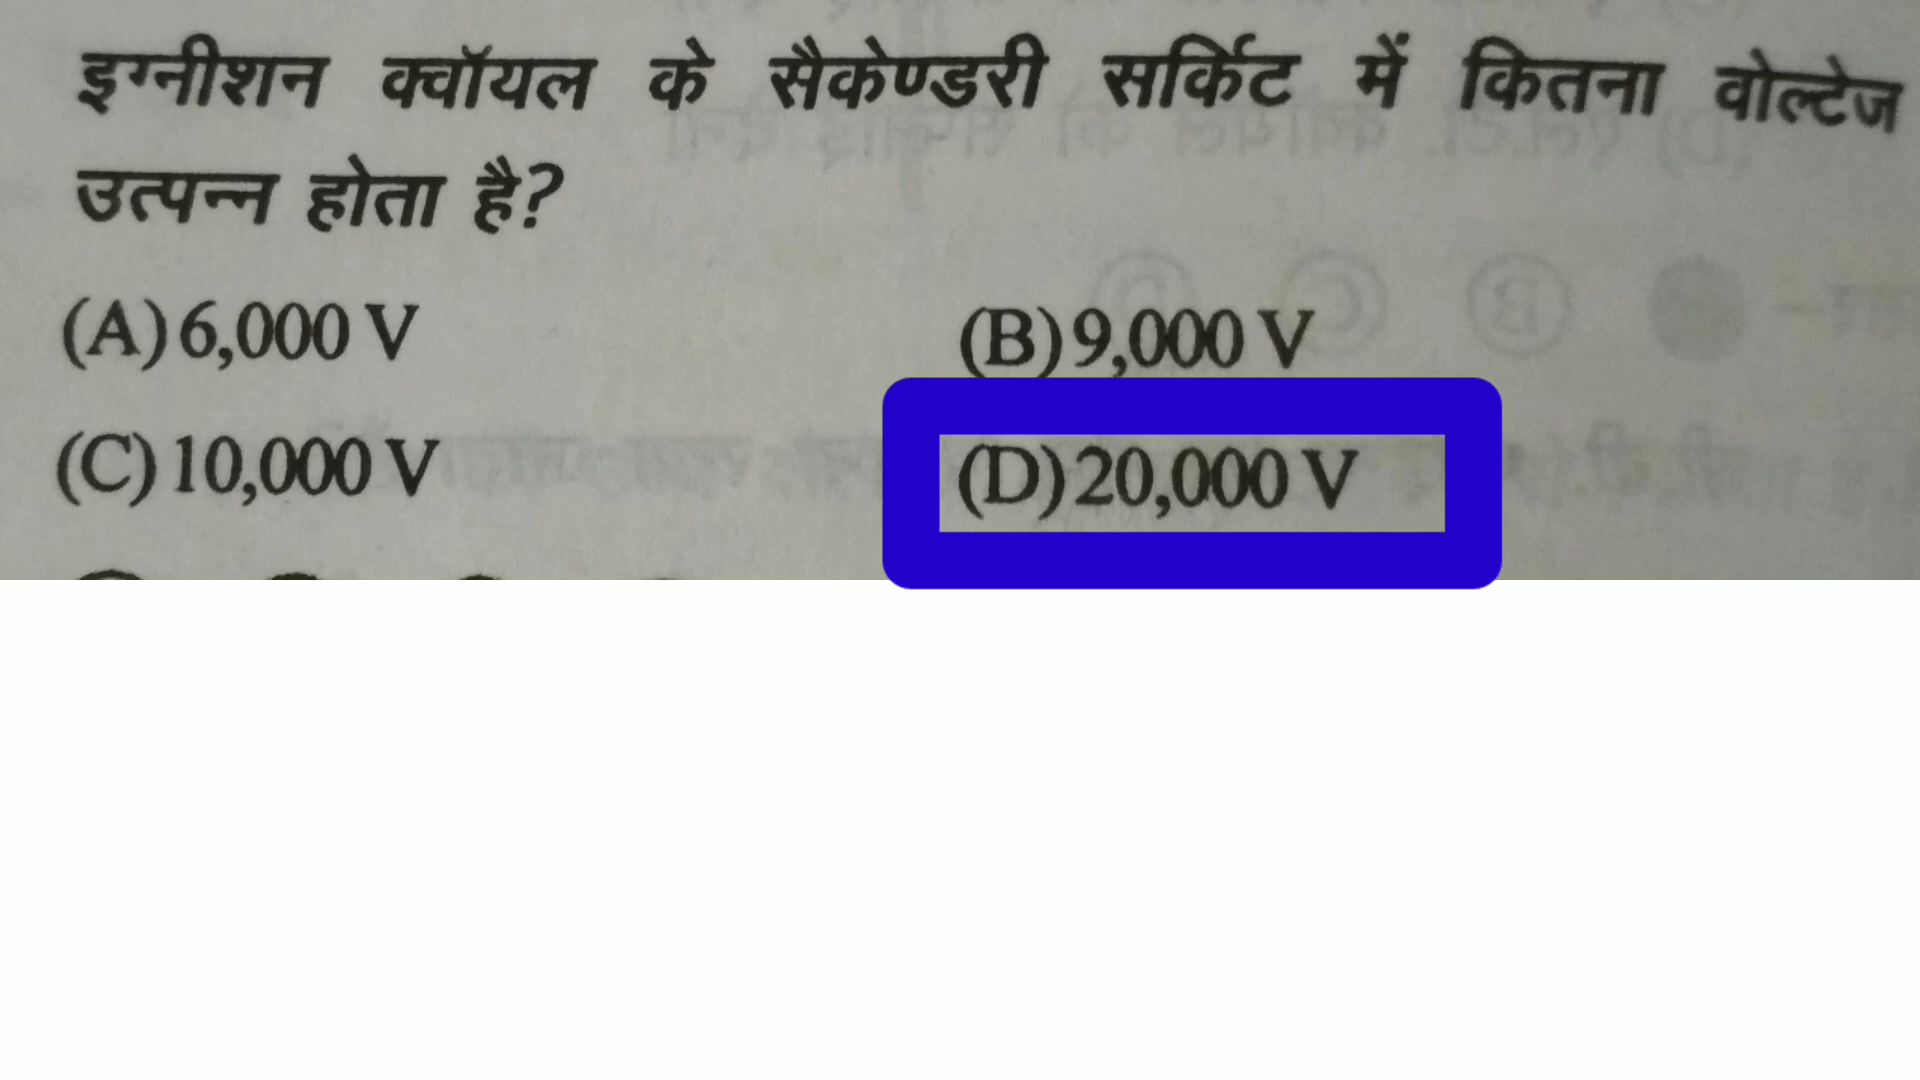 इग्नीशन क्वॉयल के सैकेण्डरी सर्किट में कितना वोल्टेज
उत्पन्न होता है?
(A) 6,000 V (B) 9,000 V
(C) 10,000 V (D) 20,000 V